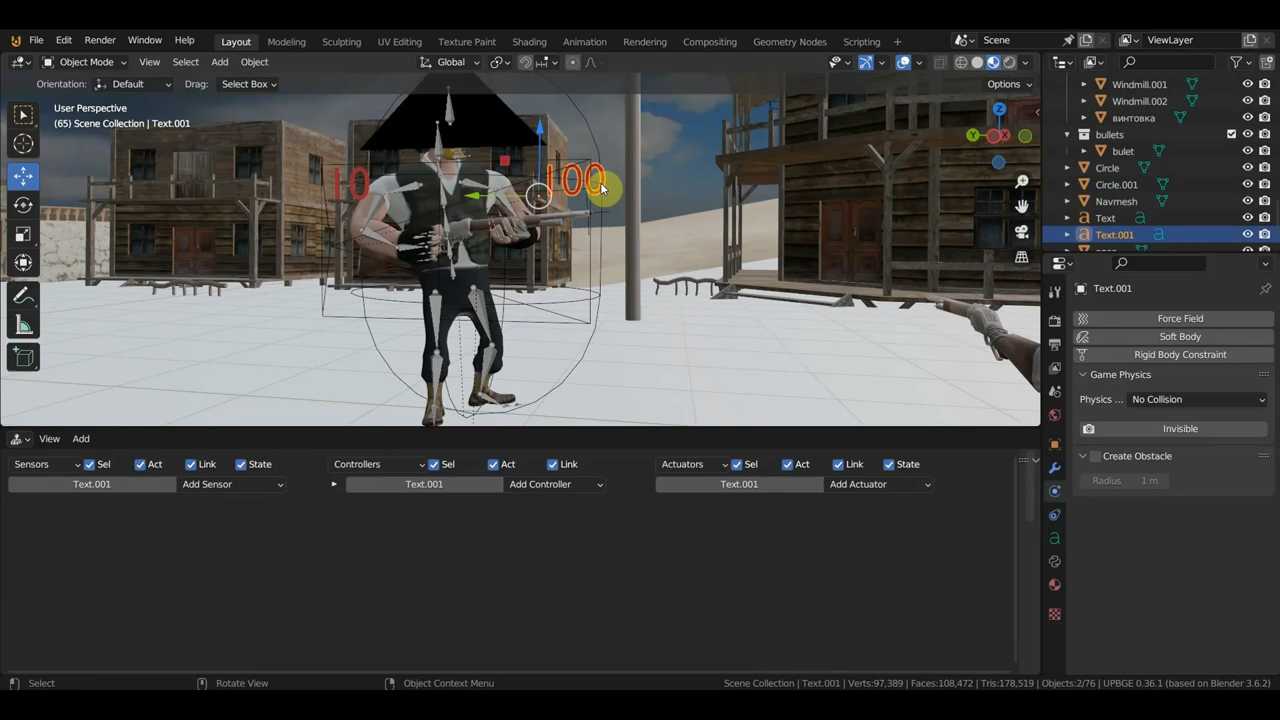 File Edit Render Window Help Layout Modeling Sculpting UV Editing Texture Paint Shading Animation Rendering Compositing Geometry Nodes Scripting + Scene ViewLayer
Object Mode View Select Add Object Global
Orientation: Default Drag: Select Box Options
User Perspective
(65) Scene Collection | Text.001
10
100
Z
Y
X
Windmill.001
Windmill.002
винтовка
bullets
bulet
Circle
Circle.001
Navmesh
Text
Text.001
Text.001
Force Field
Soft Body
Rigid Body Constraint
Game Physics
Physics ... No Collision
Invisible
Create Obstacle
Radius 1 m
View Add
Sensors Sel Act Link State Controllers Sel Act Link Actuators Sel Act Link State
Text.001 Add Sensor Text.001 Add Controller Text.001 Add Actuator
Select Rotate View Object Context Menu Scene Collection | Text.001 | Verts:97,389 | Faces:108,472 | Tris:178,519 | Objects:2/76 | UPBGE 0.36.1 (based on Blender 3.6.2)